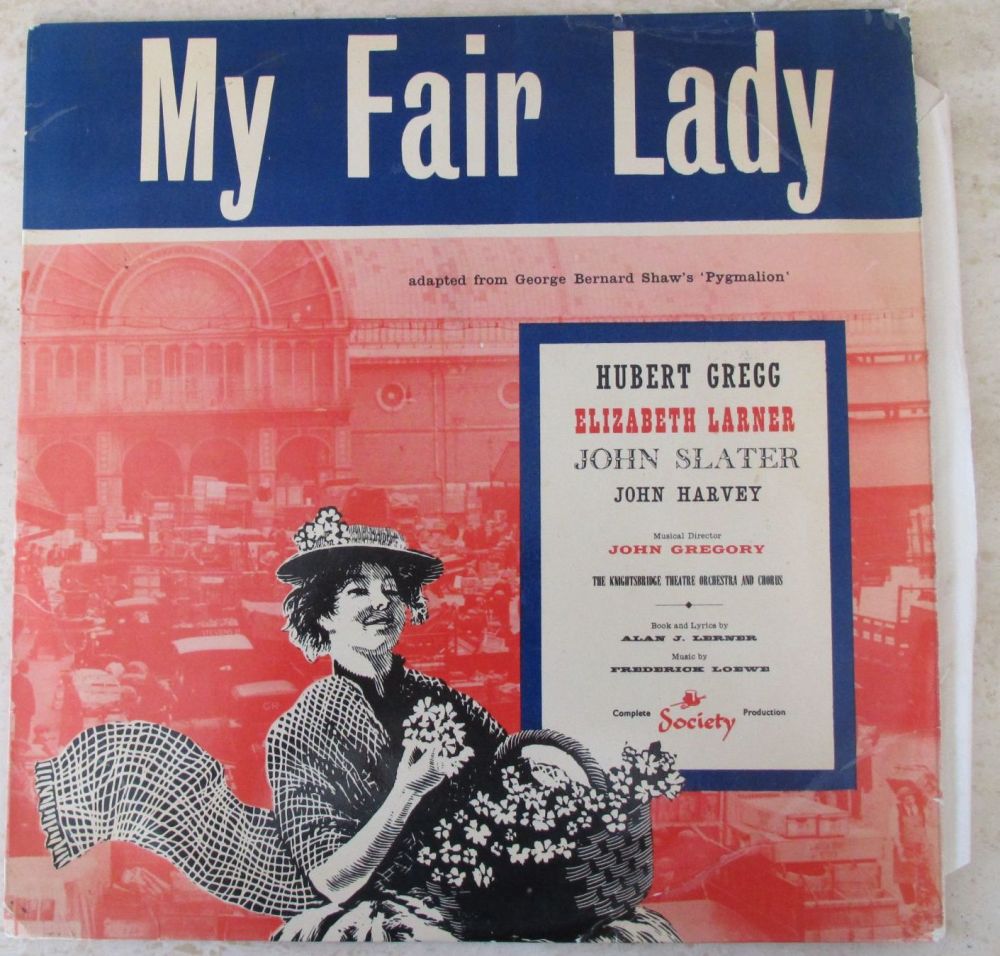 My Fair Lady
adapted from George Bernard Shaw's 'Pygmalion'
HUBERT GREGG
ELIZABETH LARNER
JOHN SLATER
JOHN HARVEY
Musical Director
JOHN GREGORY
THE KNIGHTSBRIDGE THEATRE ORCHESTRA AND CHORUS
Book and Lyrics by
ALAN J. LERNER
Music by
FREDERICK LOEWE
Complete Society Production